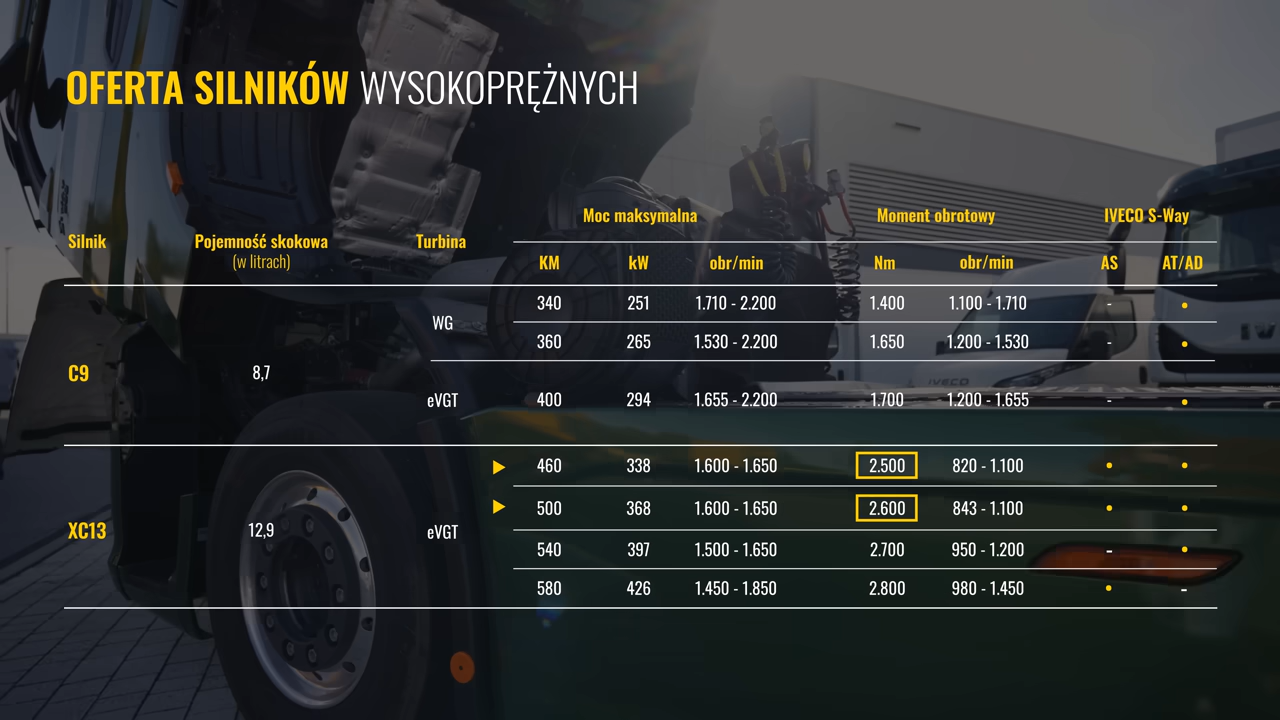 OFERTA SILNIKÓW WYSOKOPRĘŻNYCH
Moc maksymalna Moment obrotowy IVECO S-Way
Silnik Pojemność skokowa Turbina
(w litrach)
KM kW obr/min Nm obr/min AS AT/AD
340 251 1.710 - 2.200 1.400 1.100 - 1.710 - •
WG
360 265 1.530 - 2.200 1.650 1.200 - 1.530 - •
C9 8,7
eVGT 400 294 1.655 - 2.200 1.700 1.200 - 1.655 - •
460 338 1.600 - 1.650 2.500 820 - 1.100 • •
500 368 1.600 - 1.650 2.600 843 - 1.100 • •
XC13 12,9 eVGT
540 397 1.500 - 1.650 2.700 950 - 1.200 - •
580 426 1.450 - 1.850 2.800 980 - 1.450 • -
IVECO